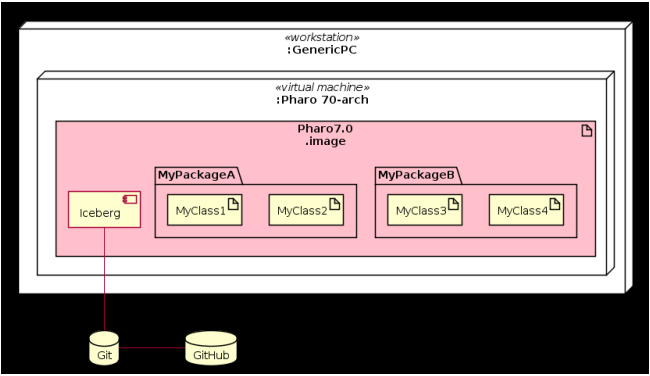 «workstation»
:GenericPC
«virtual machine»
:Pharo 70-arch
Pharo7.0
.image
MyPackageA
MyPackageB
Iceberg
MyClass1
MyClass2
MyClass3
MyClass4
Git
GitHub